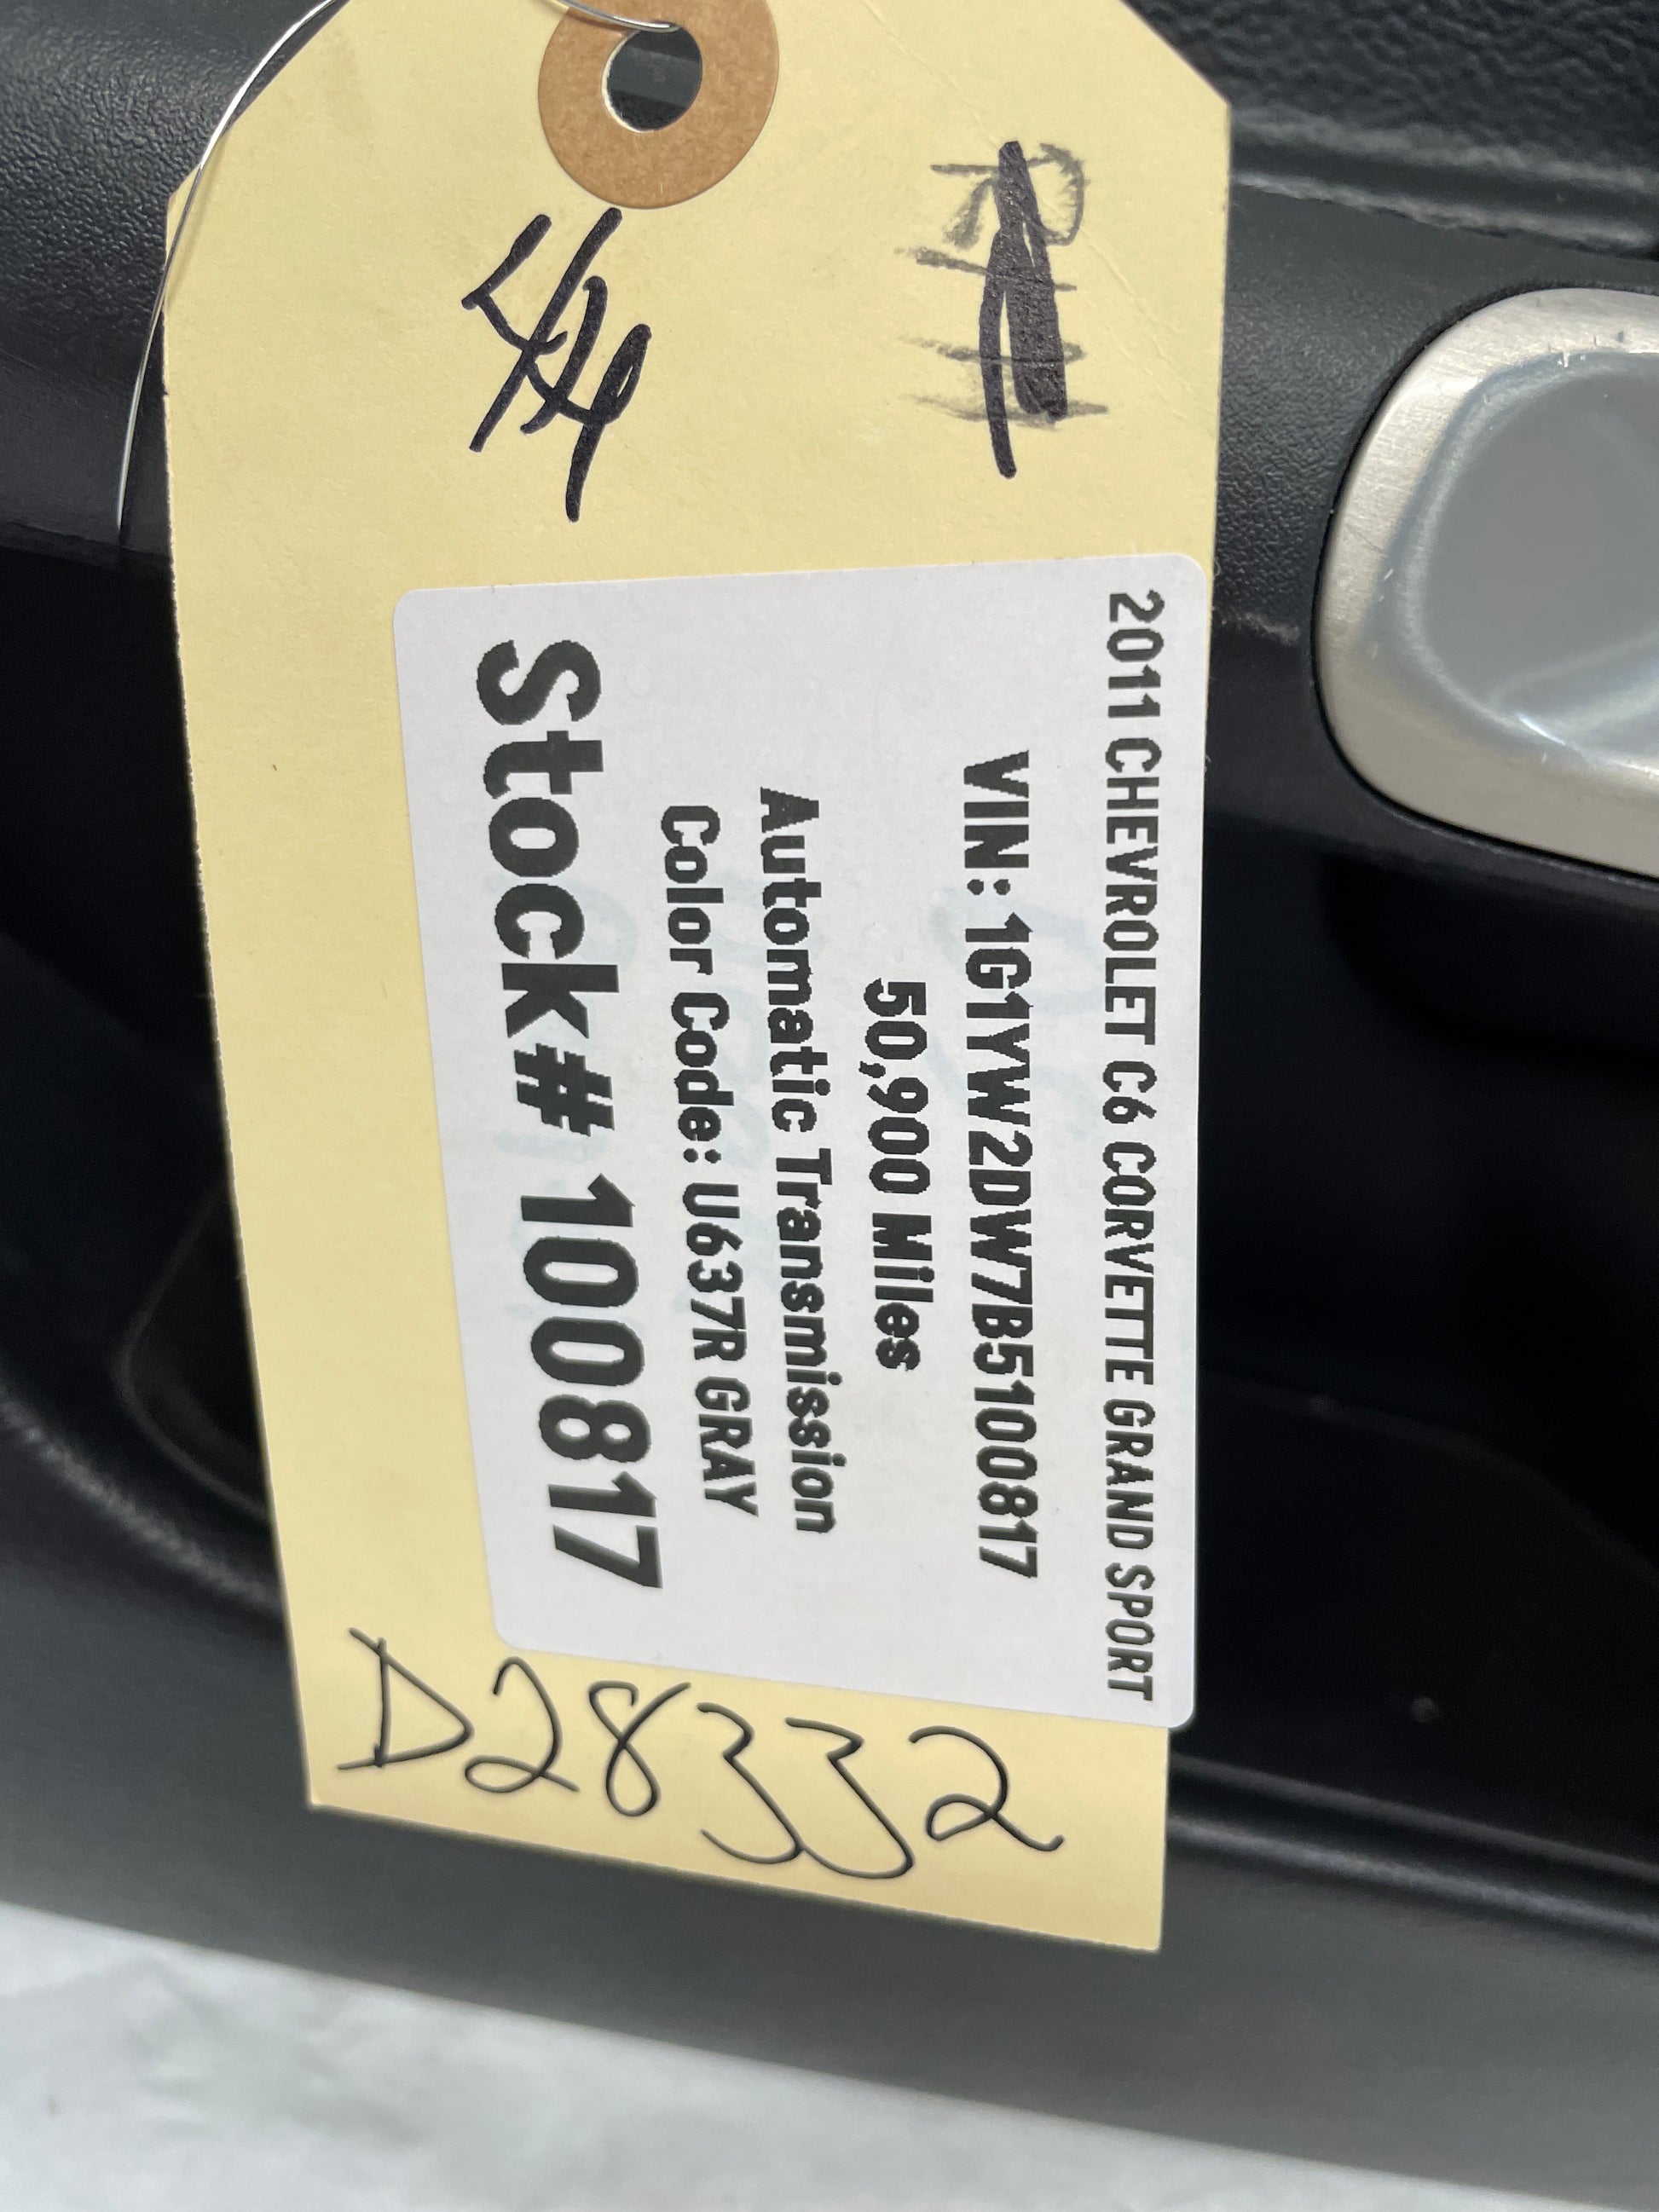 2011 CHEVROLET C6 CORVETTE GRAND SPORT
VIN: 1G1YW2DW7B5100817
50,900 Miles
Automatic Transmission
Color Code: U637R GRAY
Stock# 100817
D28332